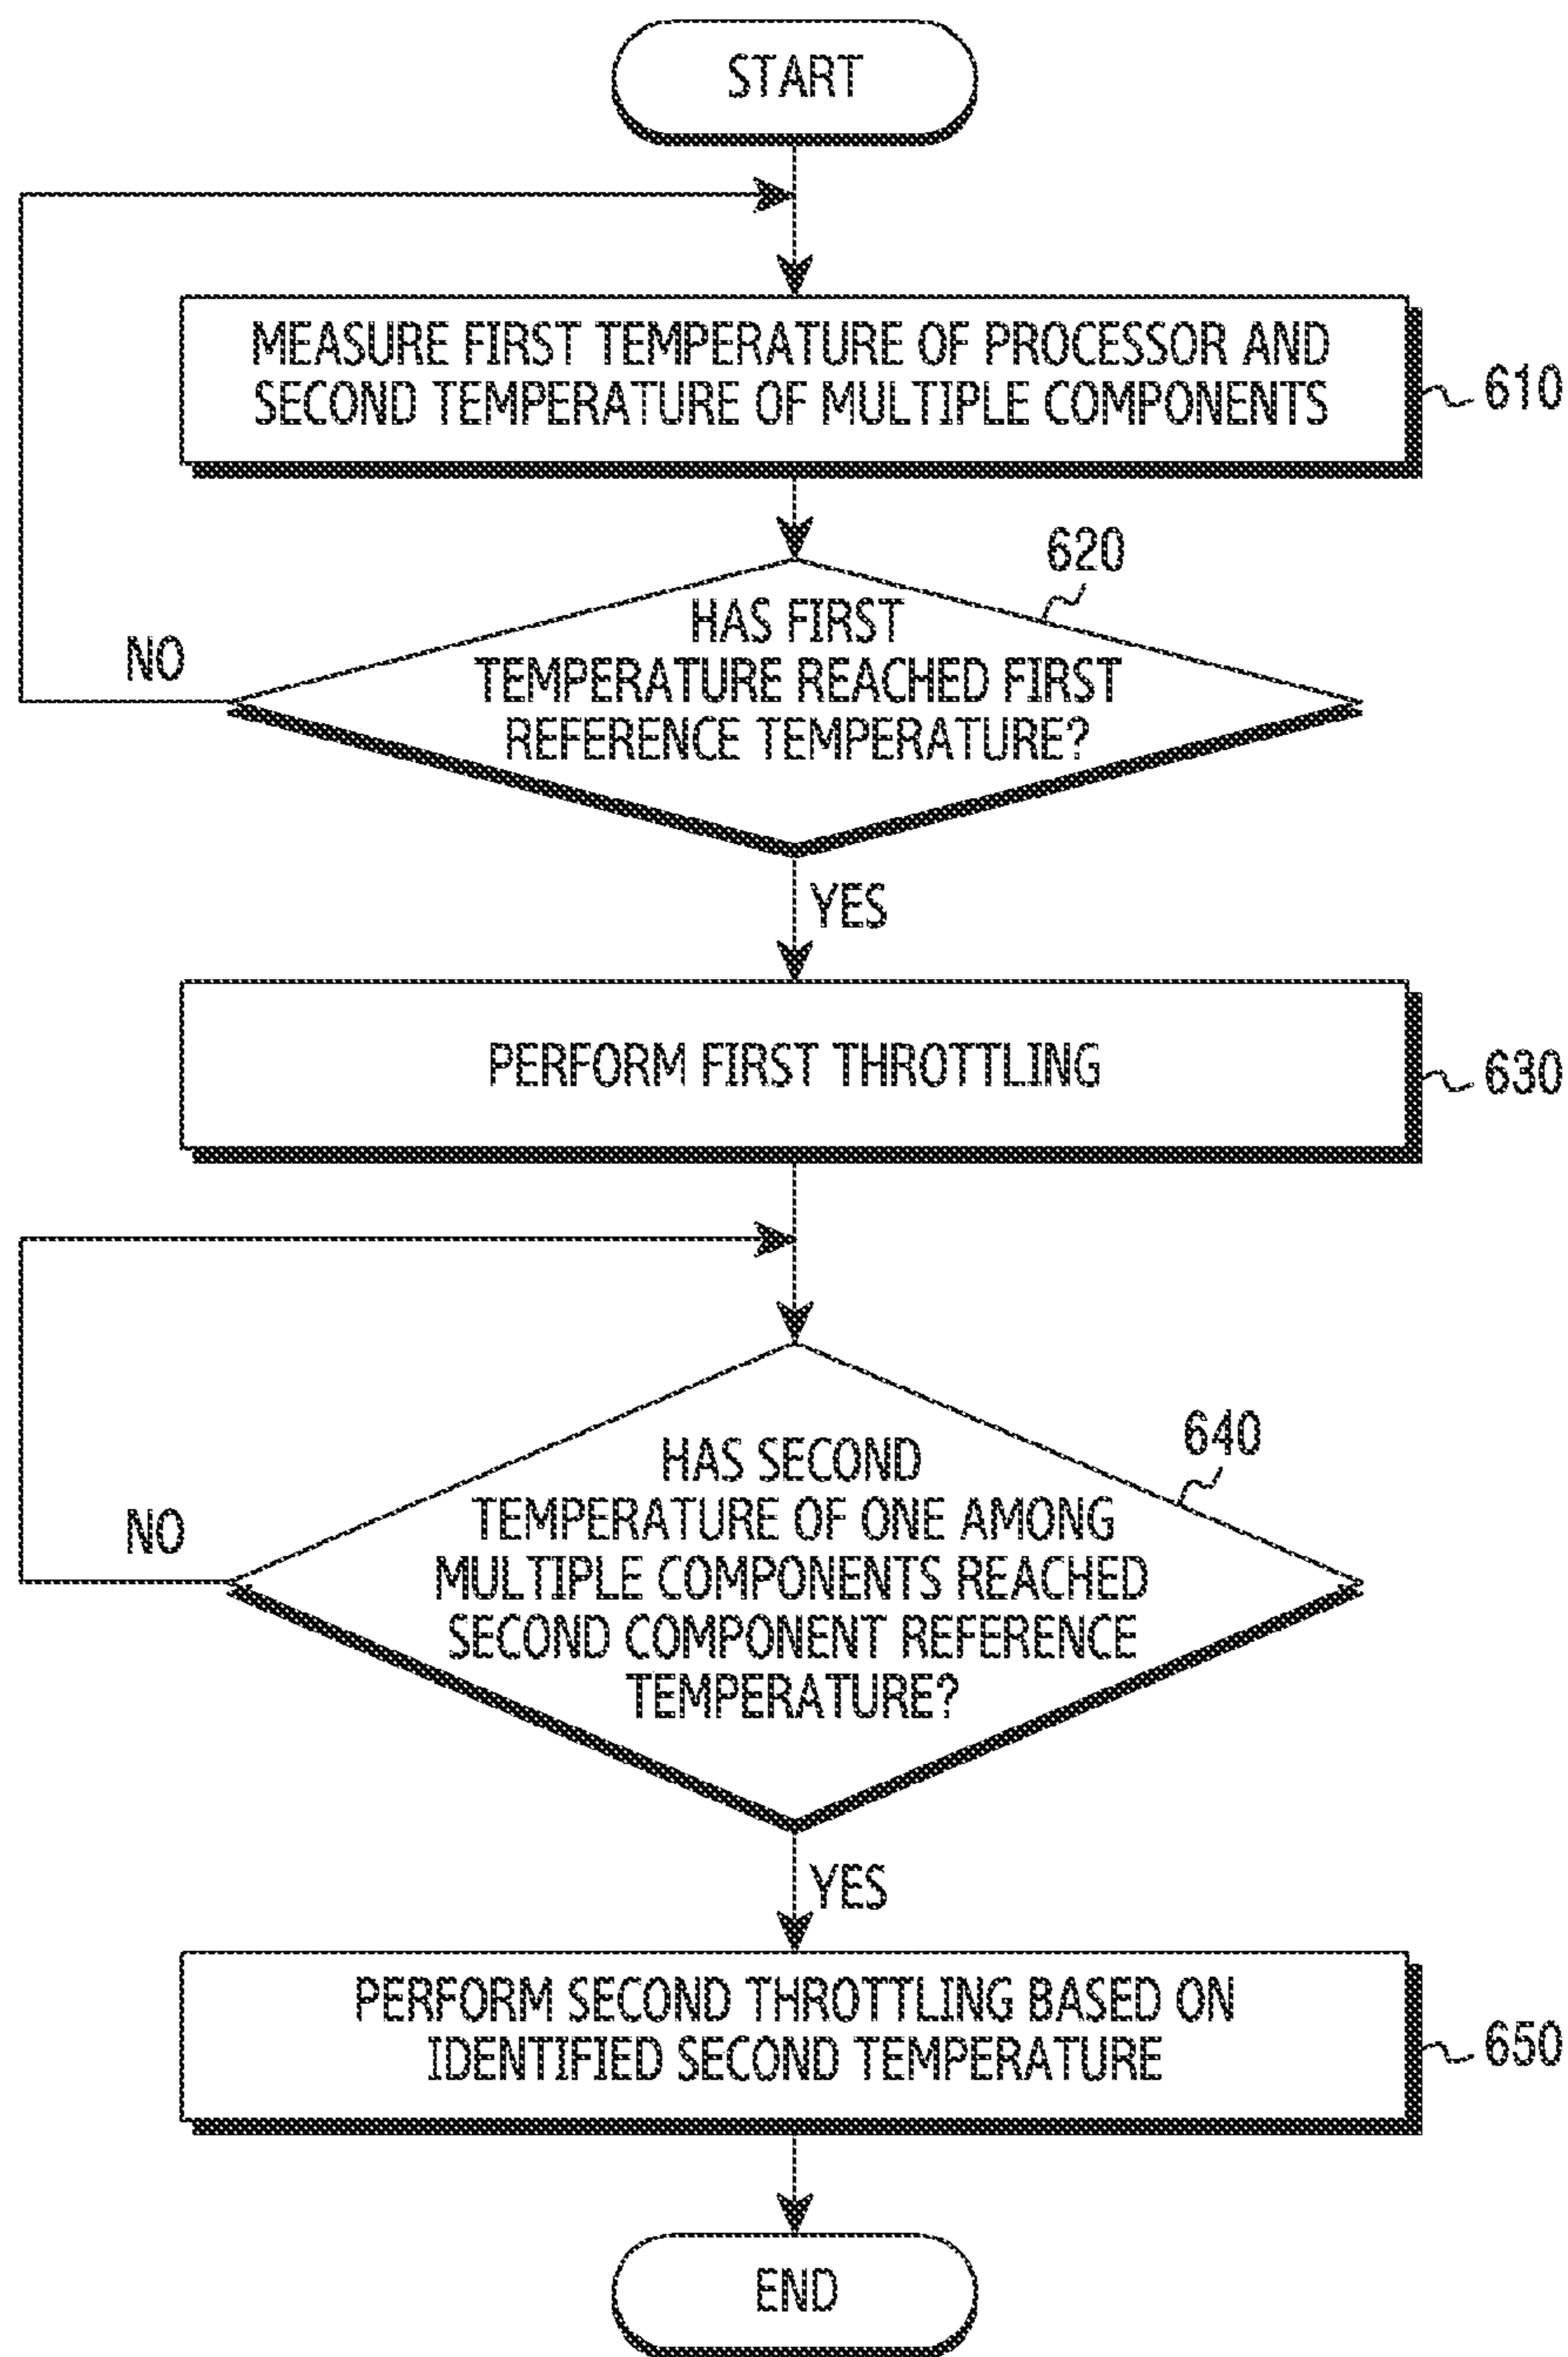 START
MEASURE FIRST TEMPERATURE OF PROCESSOR AND
SECOND TEMPERATURE OF MULTIPLE COMPONENTS
610
620
HAS FIRST
TEMPERATURE REACHED FIRST
REFERENCE TEMPERATURE?
NO
YES
PERFORM FIRST THROTTLING
630
640
HAS SECOND
TEMPERATURE OF ONE AMONG
MULTIPLE COMPONENTS REACHED
SECOND COMPONENT REFERENCE
TEMPERATURE?
NO
YES
PERFORM SECOND THROTTLING BASED ON
IDENTIFIED SECOND TEMPERATURE
650
END